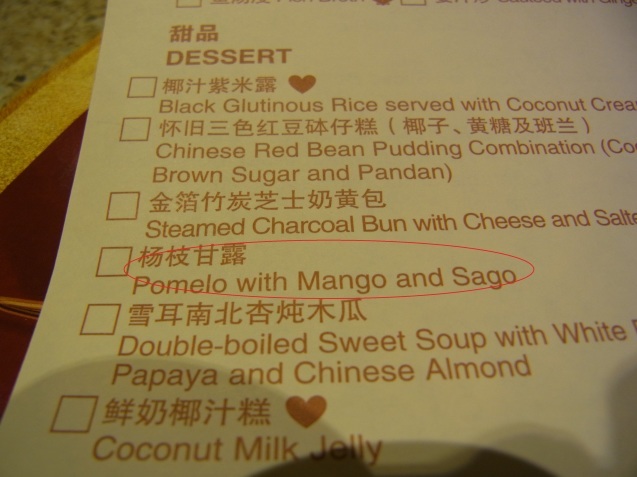 Fish Broth
甜品
DESSERT
椰汁紫米露
Black Glutinous Rice served with Coconut
怀旧三色红豆砵仔糕（椰子、黄糖及班兰）
Chinese Red Bean Pudding Combination
Brown Sugar and Pandan)
金箔竹炭芝士奶黄包
Steamed Charcoal Bun with Cheese and
杨枝甘露
Pomelo with Mango and Sago
雪耳南北杏炖木瓜
Double-boiled Sweet Soup with White
Papaya and Chinese Almond
鲜奶椰汁糕
Coconut Milk Jelly